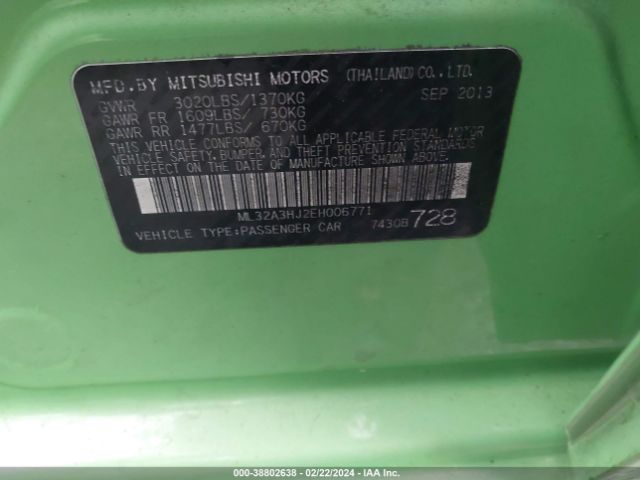 MFD.BY MITSUBISHI MOTORS (THAILAND)CO.,LTD.
GVWR 3020LBS/1370KG SEP 2013
GAWR FR 1609LBS/ 730KG
GAWR RR 1477LBS/ 670KG
THIS VEHICLE CONFORMS TO ALL APPLICABLE FEDERAL MOTOR
VEHICLE SAFETY,BUMPER, AND THEFT PREVENTION STANDARDS
IN EFFECT ON THE DATE OF MANUFACTURE SHOWN ABOVE.
ML32A3HJ2EH006771
VEHICLE TYPE:PASSENGER CAR 7430B 728
000-38802638 - 02/22/2024 - IAA Inc.